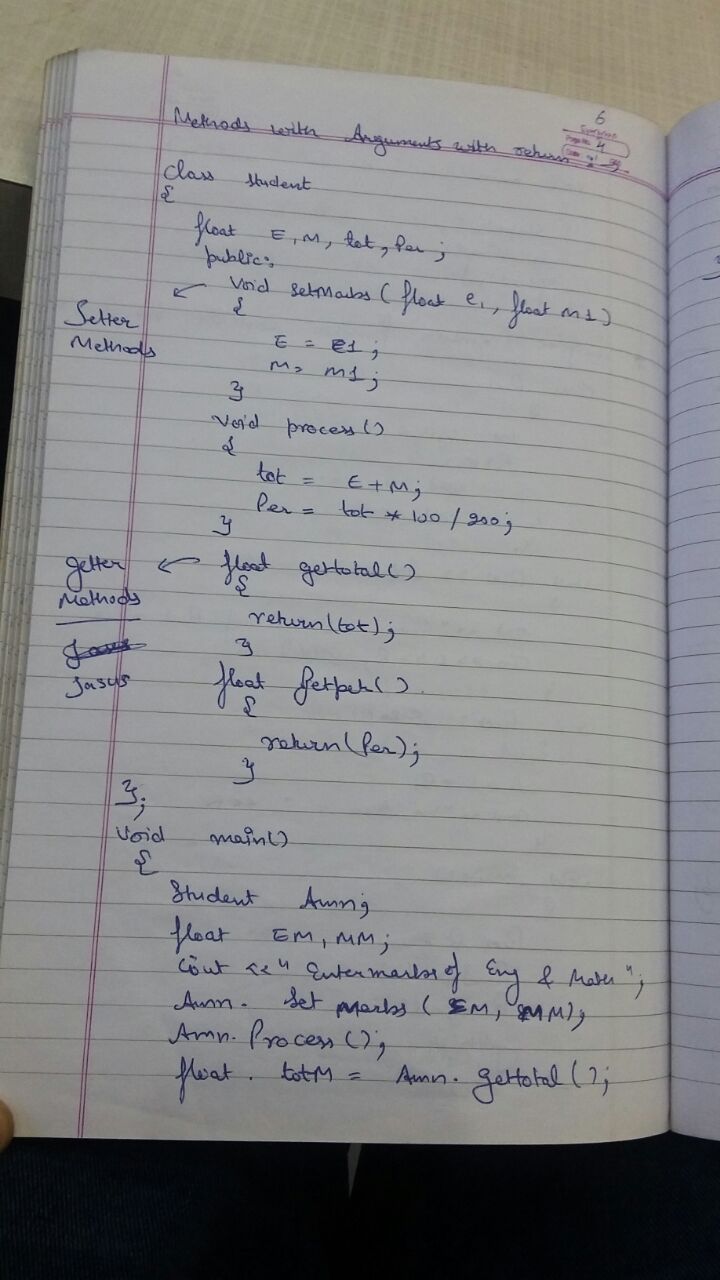 6
Methods with Arguments with return
4
class student
{
float E, M, tot, Per;
public:
void setMarks (float e1, float m1)
{
Setter
Methods
E = e1;
M = m1;
}
void process()
{
tot = E+M;
Per = tot * 100 / 200;
}
getter
Methods
float gettotal()
{
return(tot);
}
Jasus
float getper()
{
return(Per);
}
};
void main()
{
Student Amn;
float EM, MM;
Cout << "Enter marks of Eng & Maths";
Amn. Set Marks (EM, MM);
Amn. Process();
float. totM = Amn. gettotal();